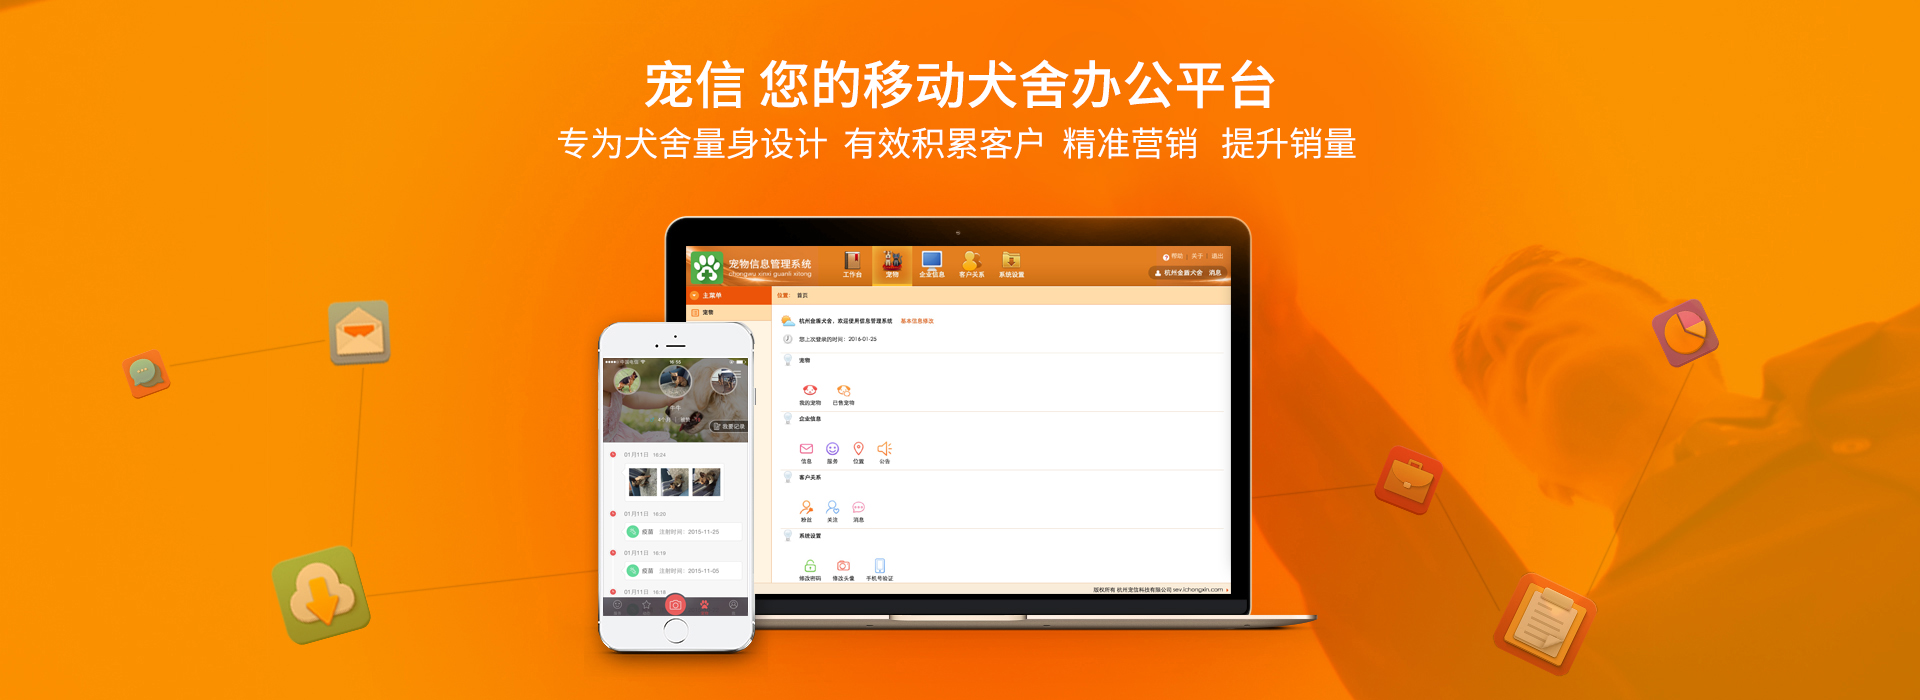 宠信 您的移动犬舍办公平台
专为犬舍量身设计 有效积累客户 精准营销 提升销量
宠物信息管理系统
chongwu xinxi guanli xitong
工作台 宠物 企业信息 客户关系 系统设置
帮助 关于 退出
杭州金盾犬舍 消息
主菜单
位置: 首页
宠物
杭州金盾犬舍，欢迎使用信息管理系统 基本信息修改
您上次登录的时间：2016-01-25
宠物
我的宠物 已售宠物
企业信息
信息 服务 位置 公告
客户关系
粉丝 关注 消息
系统设置
修改密码 修改头像 手机号验证
版权所有 杭州宠信科技有限公司 sev.ichongxin.com
16:55
我要记录
01月11日 16:24
01月11日 16:20
疫苗 注射时间：2015-11-25
01月11日 16:19
疫苗 注射时间：2015-11-05
01月11日 16:18